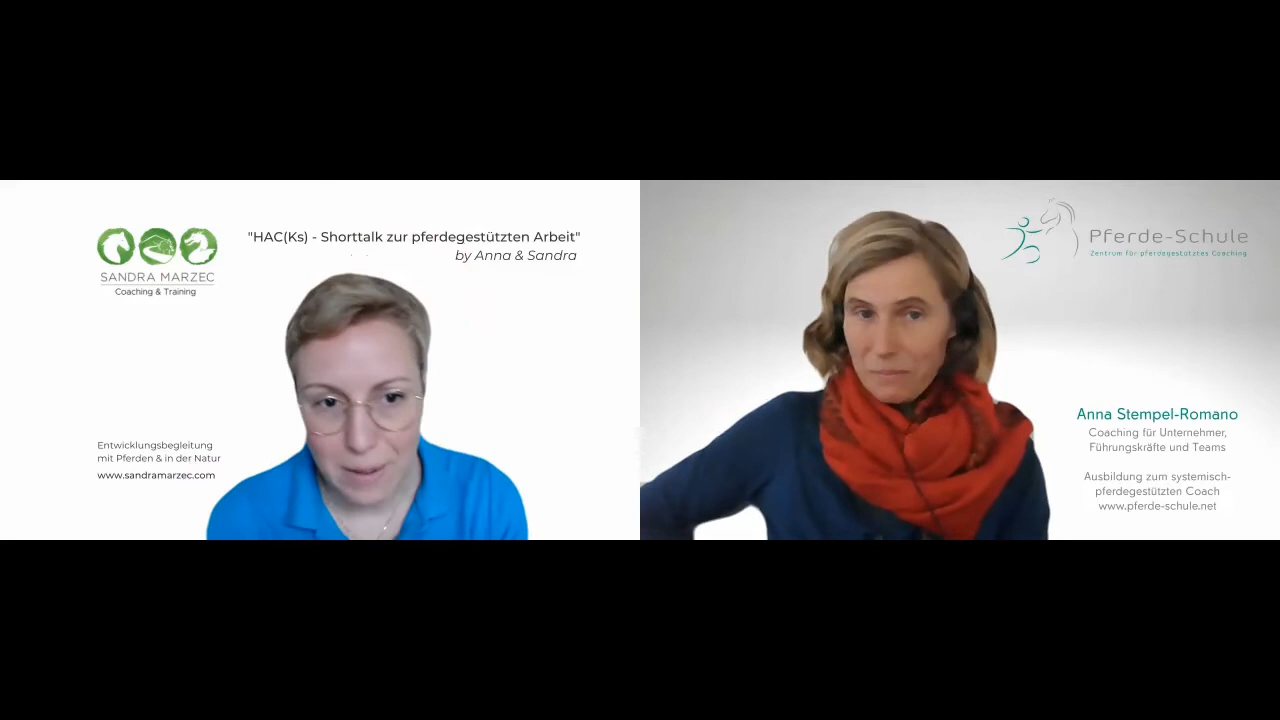 "HAC(Ks) - Shorttalk zur pferdegestützten Arbeit"
by Anna & Sandra
SANDRA MARZEC
Coaching & Training
Entwicklungsbegleitung
mit Pferden & in der Natur
www.sandramarzec.com
Pferde-Schule
Zentrum für pferdegestütztes Coaching
Anna Stempel-Romano
Coaching für Unternehmer,
Führungskräfte und Teams
Ausbildung zum systemisch-
pferdegestützten Coach
www.pferde-schule.net